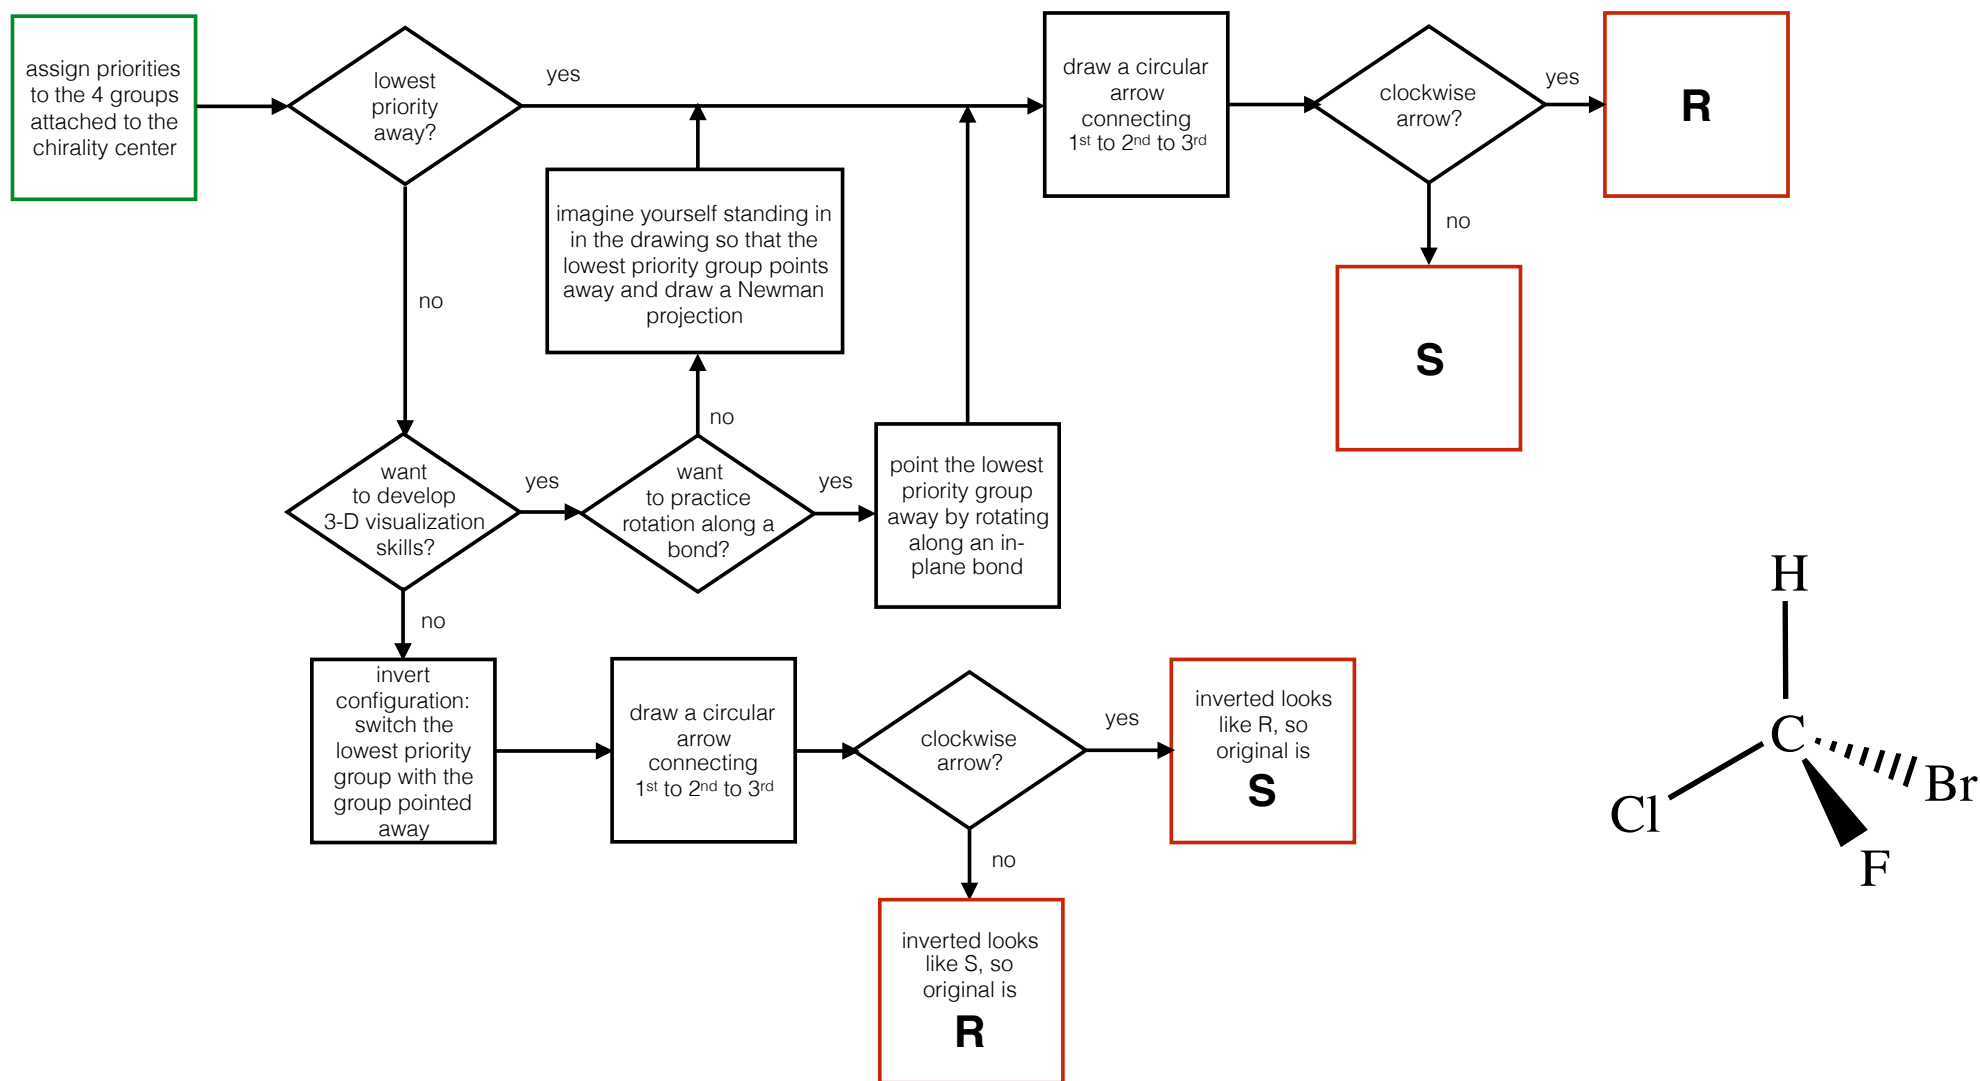 assign priorities
to the 4 groups
attached to the
chirality center
lowest
priority
away?
yes
no
imagine yourself standing in
in the drawing so that the
lowest priority group points
away and draw a Newman
projection
draw a circular
arrow
connecting
1st to 2nd to 3rd
clockwise
arrow?
yes
R
no
S
want
to develop
3-D visualization
skills?
yes
no
want
to practice
rotation along a
bond?
no
yes
point the lowest
priority group
away by rotating
along an in-
plane bond
invert
configuration:
switch the
lowest priority
group with the
group pointed
away
draw a circular
arrow
connecting
1st to 2nd to 3rd
clockwise
arrow?
yes
inverted looks
like R, so
original is
S
no
inverted looks
like S, so
original is
R
H
C
Cl
Br
F